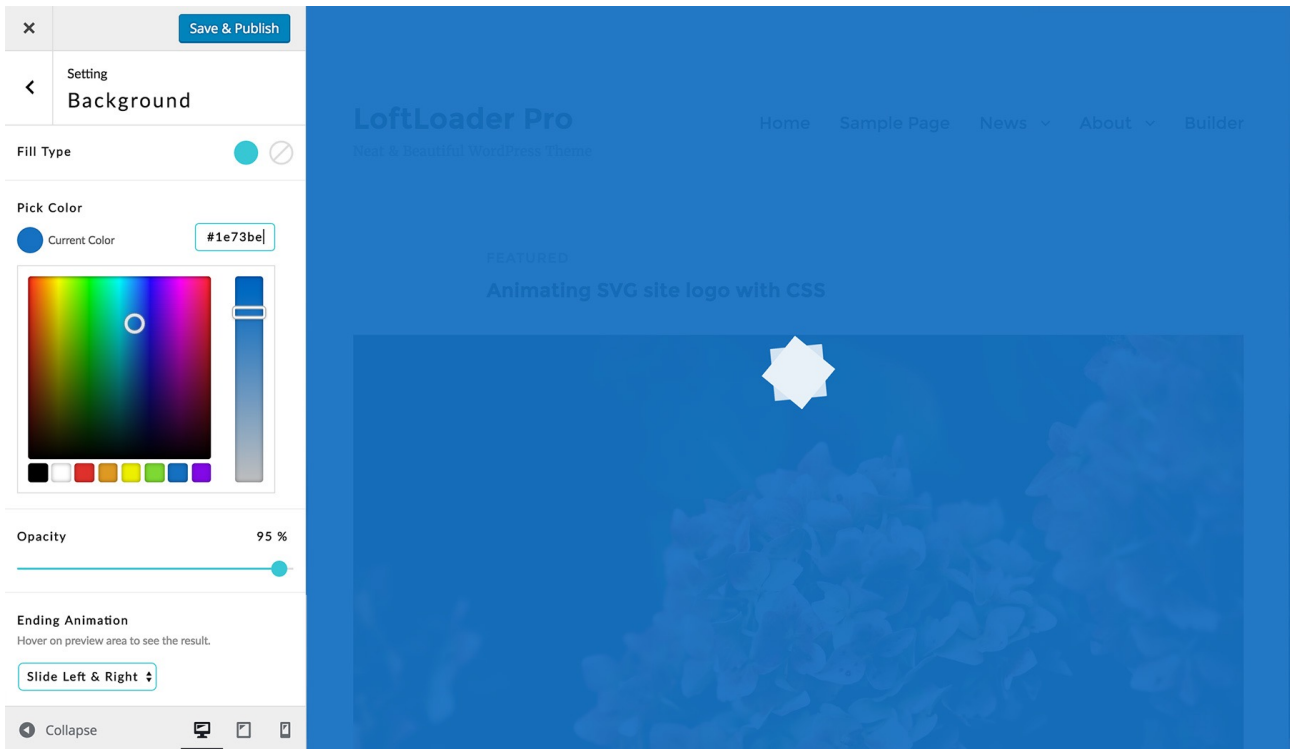 Save & Publish
Setting
Background
Fill Type
Pick Color
Current Color
#1e73be
Opacity
95 %
Ending Animation
Hover on preview area to see the result.
Slide Left & Right
Collapse
LoftLoader Pro
Neat & Beautiful WordPress Theme
Home Sample Page News About Builder
FEATURED
Animating SVG site logo with CSS